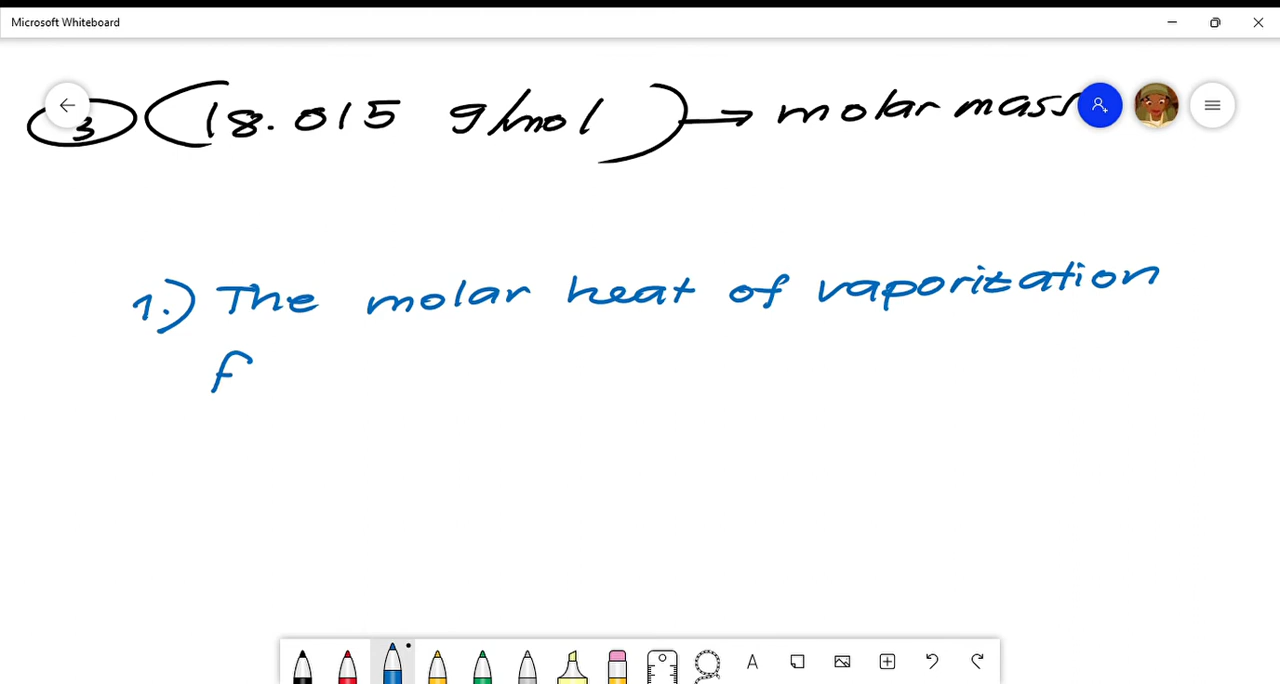 Microsoft Whiteboard
3 (18.015 g/mol) → molar mass
1.) The molar heat of vaporization
f
A